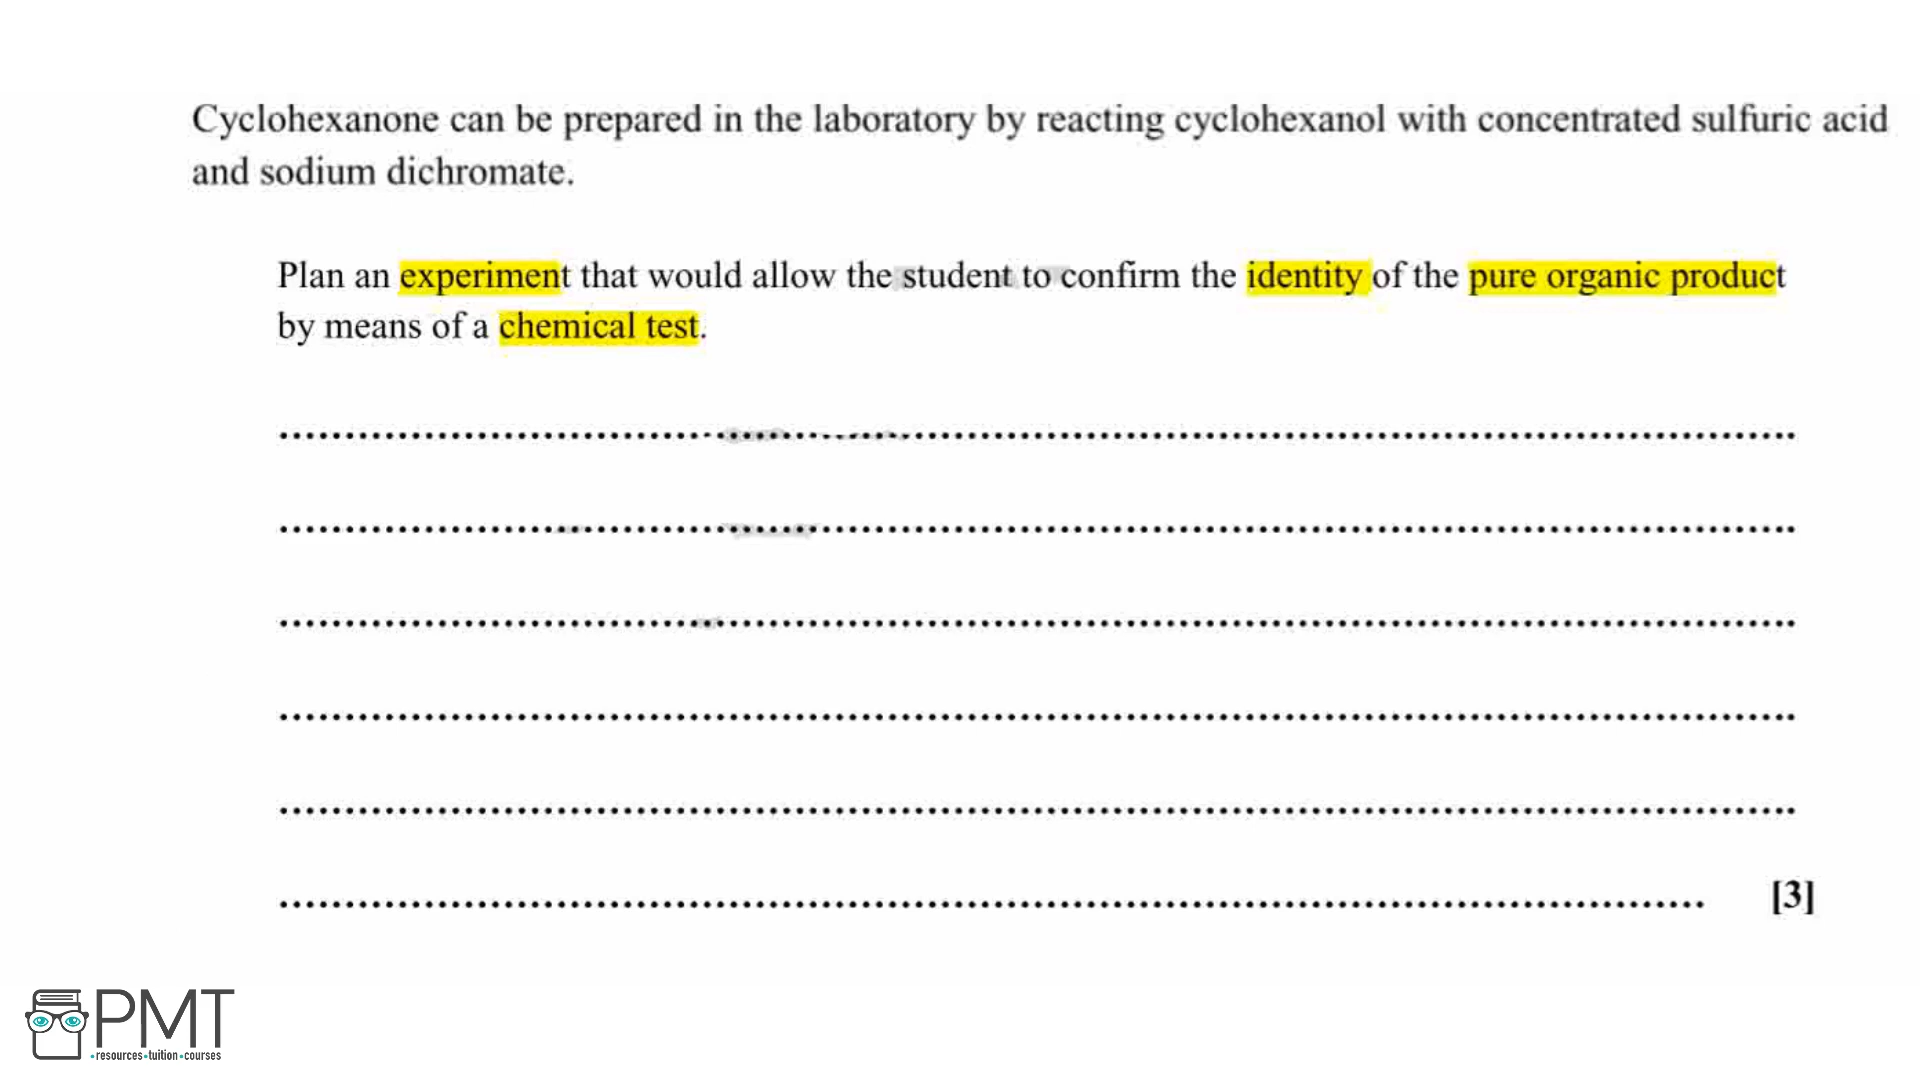 Cyclohexanone can be prepared in the laboratory by reacting cyclohexanol with concentrated sulfuric acid
and sodium dichromate.
Plan an experiment that would allow the student to confirm the identity of the pure organic product
by means of a chemical test.
[3]
PMT
resources tuition courses